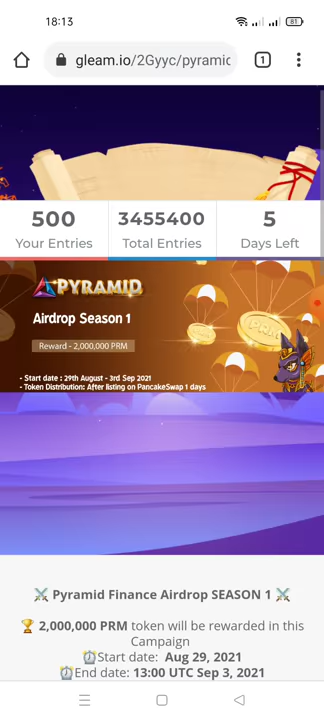 18:13
81
gleam.io/2Gyyc/pyramid
1
500
3455400
5
Your Entries
Total Entries
Days Left
PYRAMID
Airdrop Season 1
Reward - 2,000,000 PRM
- Start date : 29th August - 3rd Sep 2021
- Token Distribution: After listing on PancakeSwap 1 days
PRM
⚔️ Pyramid Finance Airdrop SEASON 1 ⚔️
🏆 2,000,000 PRM token will be rewarded in this
Campaign
⏰Start date: Aug 29, 2021
⏰End date: 13:00 UTC Sep 3, 2021